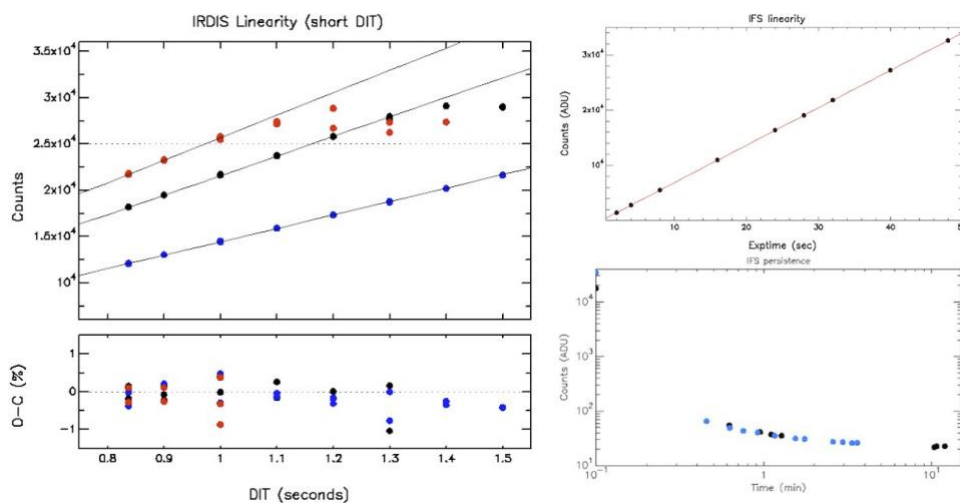 IRDIS Linearity (short DIT)
3.5x10⁴
3x10⁴
2.5x10⁴
2x10⁴
1.5x10⁴
10⁴
Counts
1
0
-1
O-C (%)
0.8 0.9 1 1.1 1.2 1.3 1.4 1.5
DIT (seconds)
IFS linearity
3x10⁴
2x10⁴
10⁴
Counts (ADU)
10 20 30 40 50
Exptime (sec)
IFS persistence
10⁴
10³
10²
10¹
Counts (ADU)
10⁻¹ 1 10¹
Time (min)